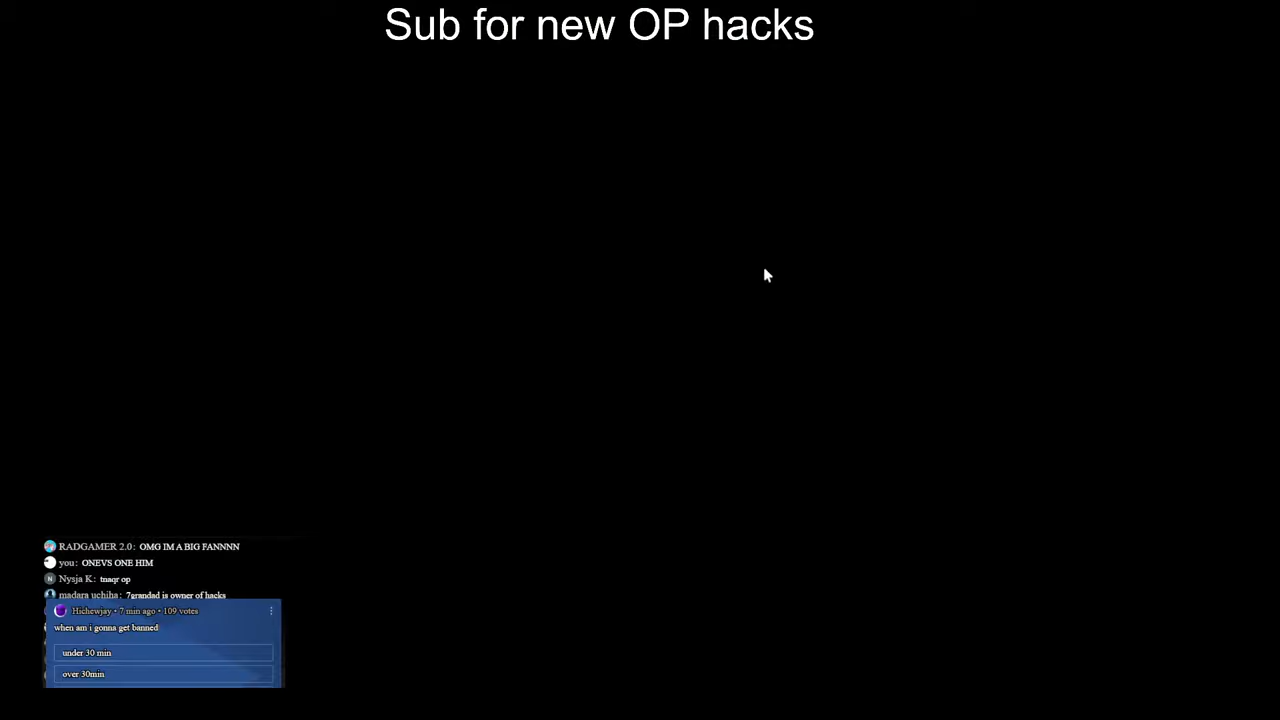 Sub for new OP hacks
RADGAMER 2.0: OMG IM A BIG FANNNN
you: ONEVS ONE HIM
N Nysja K.: tnaqr op
madara uchiha: 7grandad is owner of hacks
Hichewjay • 7 min ago • 109 votes
when am i gonna get banned
under 30 min
over 30min